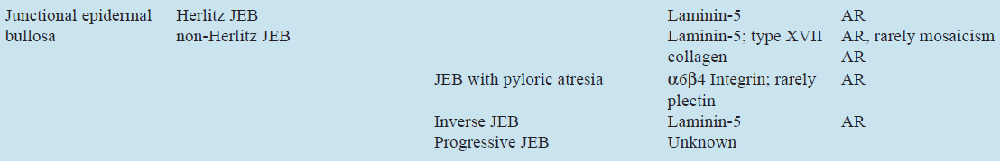 Junctional epidermal Herlitz JEB Laminin-5 AR
bullosa non-Herlitz JEB Laminin-5; type XVII AR, rarely mosaicism
collagen AR
JEB with pyloric atresia α6β4 Integrin; rarely AR
plectin
Inverse JEB Laminin-5 AR
Progressive JEB Unknown